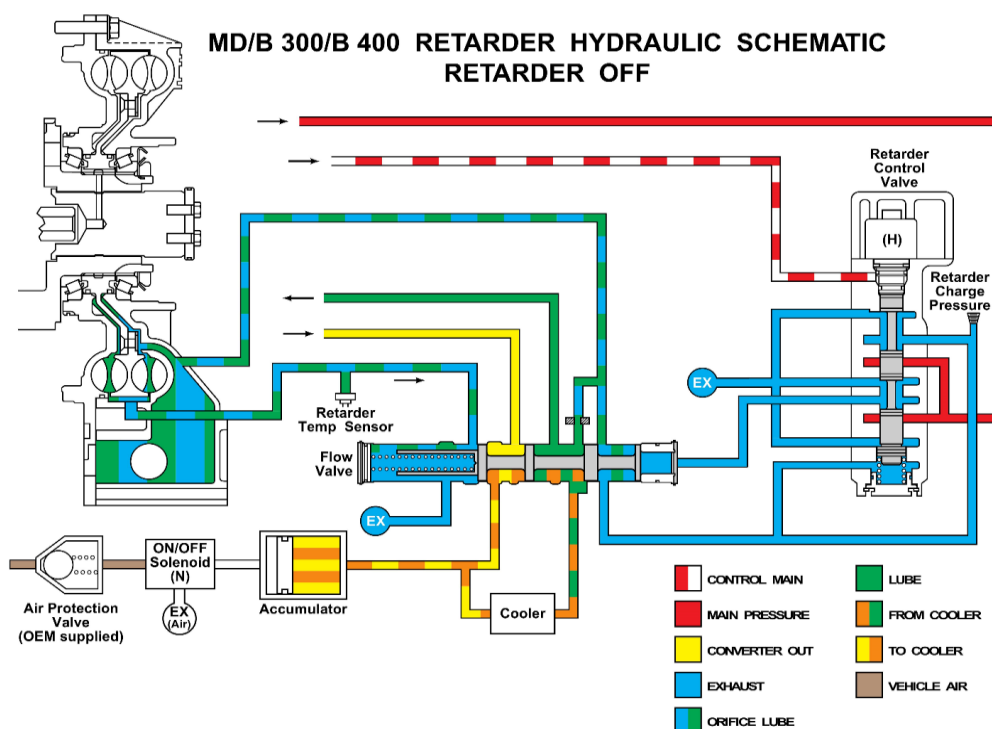 MD/B 300/B 400 RETARDER HYDRAULIC SCHEMATIC
RETARDER OFF
Retarder
Control
Valve
(H)
Retarder
Charge
Pressure
EX
Retarder
Temp Sensor
Flow
Valve
EX
ON/OFF
Solenoid
(N)
EX
(Air)
Air Protection
Valve
(OEM supplied)
Accumulator
Cooler
CONTROL MAIN
MAIN PRESSURE
CONVERTER OUT
EXHAUST
ORIFICE LUBE
LUBE
FROM COOLER
TO COOLER
VEHICLE AIR